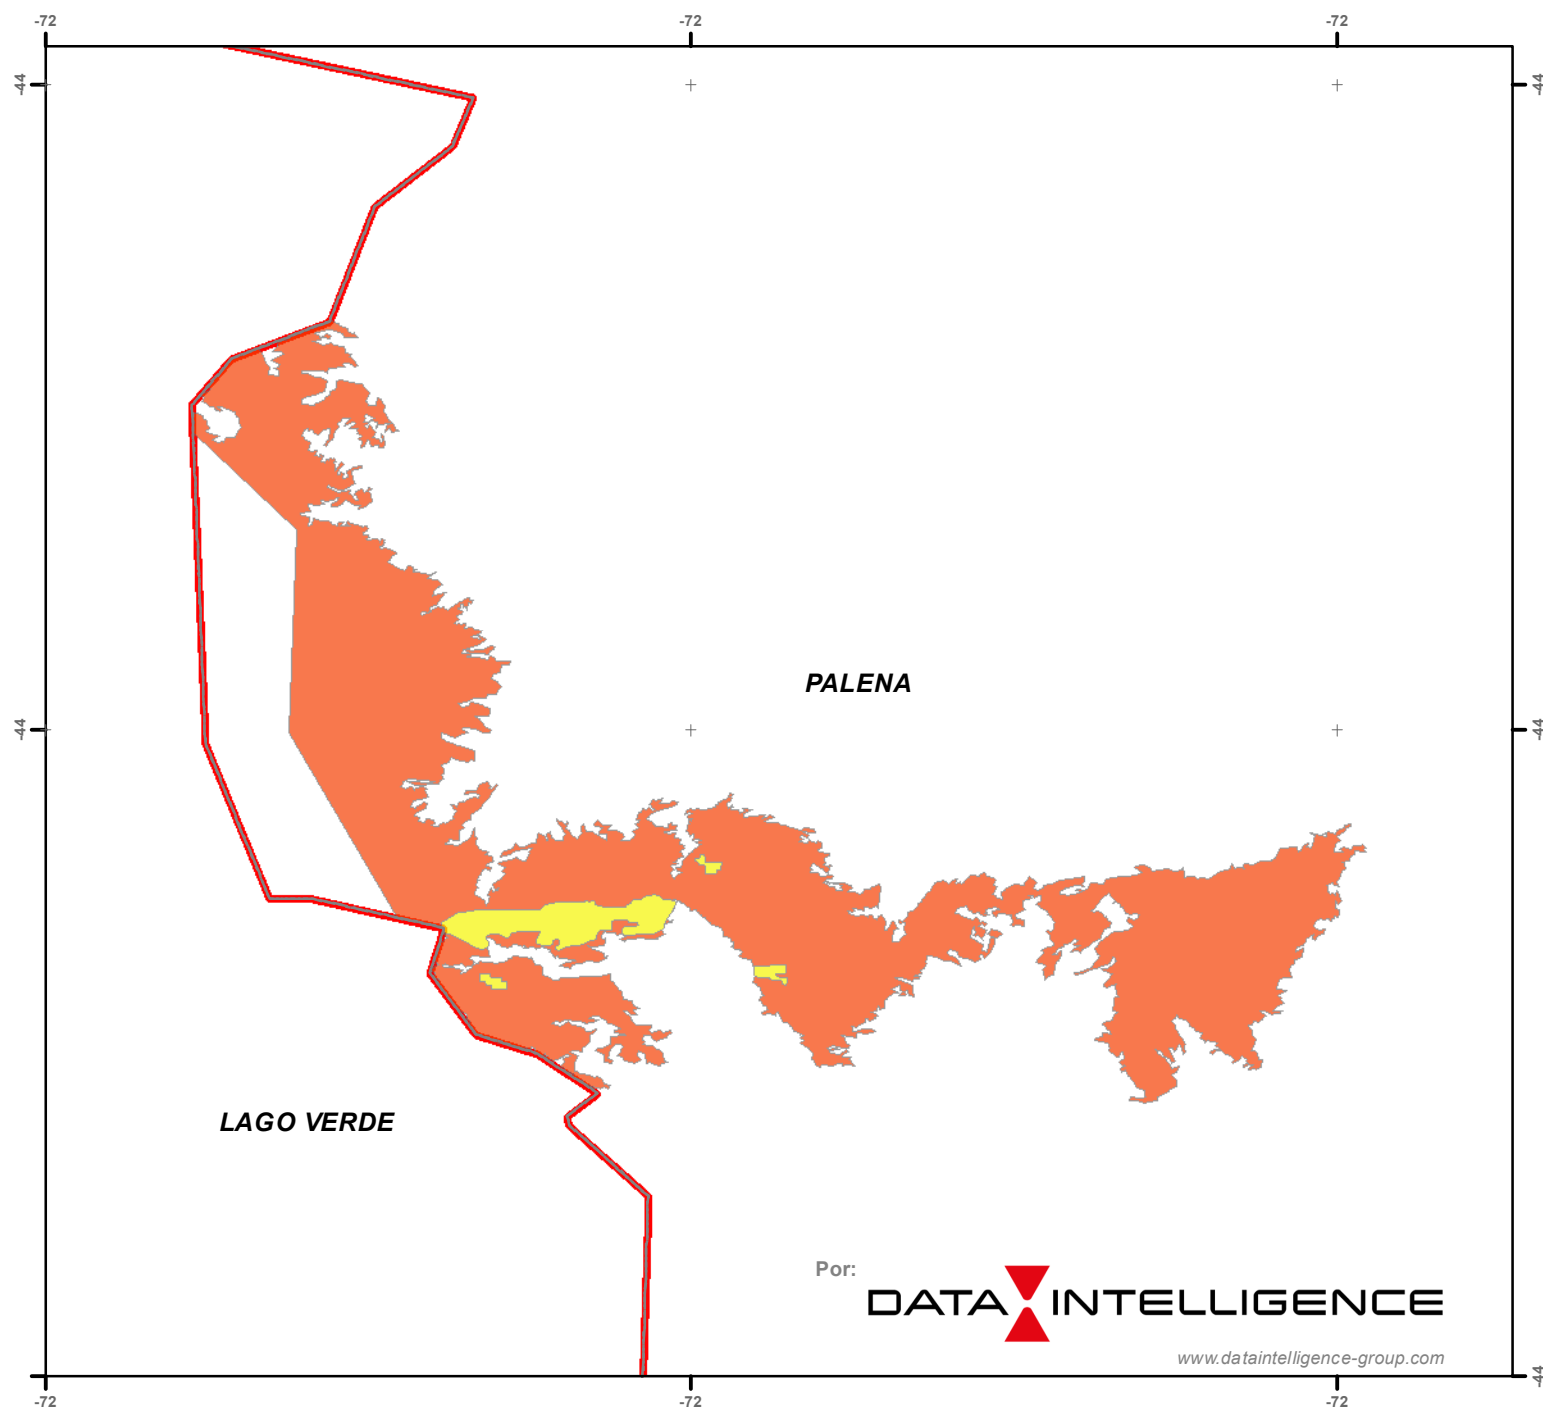 -72 -72 -72
44 44
PALENA
44 44
LAGO VERDE
Por:
DATA INTELLIGENCE
www.dataintelligence-group.com
44
-72 -72 -72